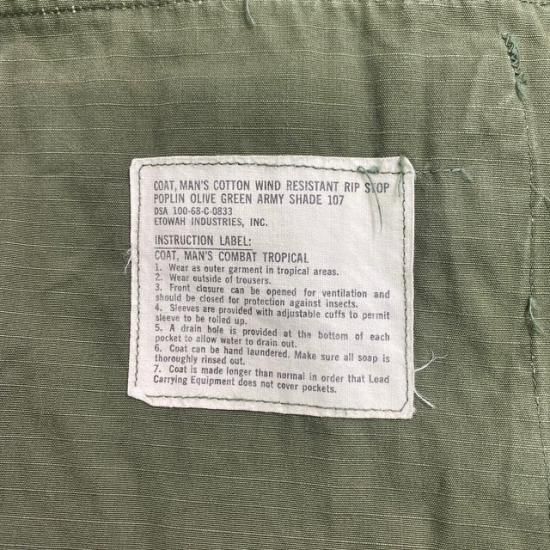 COAT, MAN'S COTTON WIND RESISTANT RIP STOP
POPLIN OLIVE GREEN ARMY SHADE 107
DSA 100-68-C-0833
ETOWAH INDUSTRIES, INC.
INSTRUCTION LABEL:
COAT, MAN'S COMBAT TROPICAL
1. Wear as outer garment in tropical areas.
2. Wear outside of trousers.
3. Front closure can be opened for ventilation and
should be closed for protection against insects.
4. Sleeves are provided with adjustable cuffs to permit
sleeve to be rolled up.
5. A drain hole is provided at the bottom of each
pocket to allow water to drain out.
6. Coat can be hand laundered. Make sure all soap is
thoroughly rinsed out.
7. Coat is made longer than normal in order that Load
Carrying Equipment does not cover pockets.